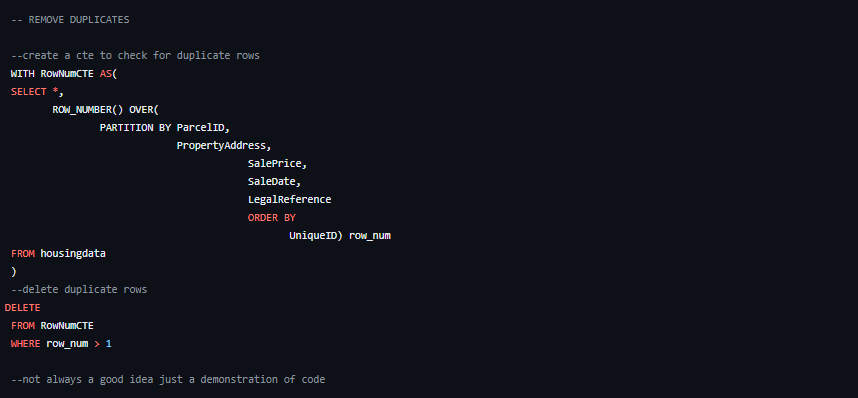 -- REMOVE DUPLICATES
--create a cte to check for duplicate rows
WITH RowNumCTE AS(
SELECT *,
ROW_NUMBER() OVER(
PARTITION BY ParcelID,
PropertyAddress,
SalePrice,
SaleDate,
LegalReference
ORDER BY
UniqueID) row_num
FROM housingdata
)
--delete duplicate rows
DELETE
FROM RowNumCTE
WHERE row_num > 1
--not always a good idea just a demonstration of code